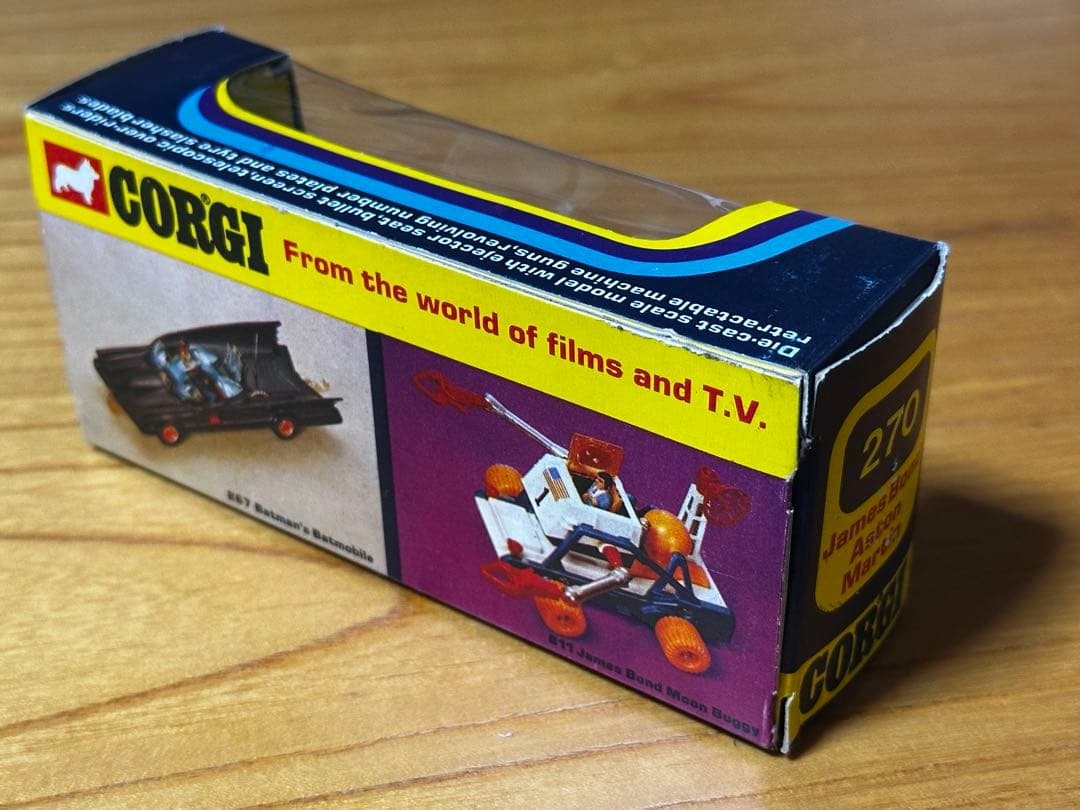 Die-cast scale model with ejector seat, bullet screen, telescopic over-riders,
retractable machine guns, revolving number plates and tyre slasher blades.
CORGI®
From the world of films and T.V.
267 Batman's Batmobile
811 James Bond Moon Buggy
270
James Bond
Aston
Martin
CORGI